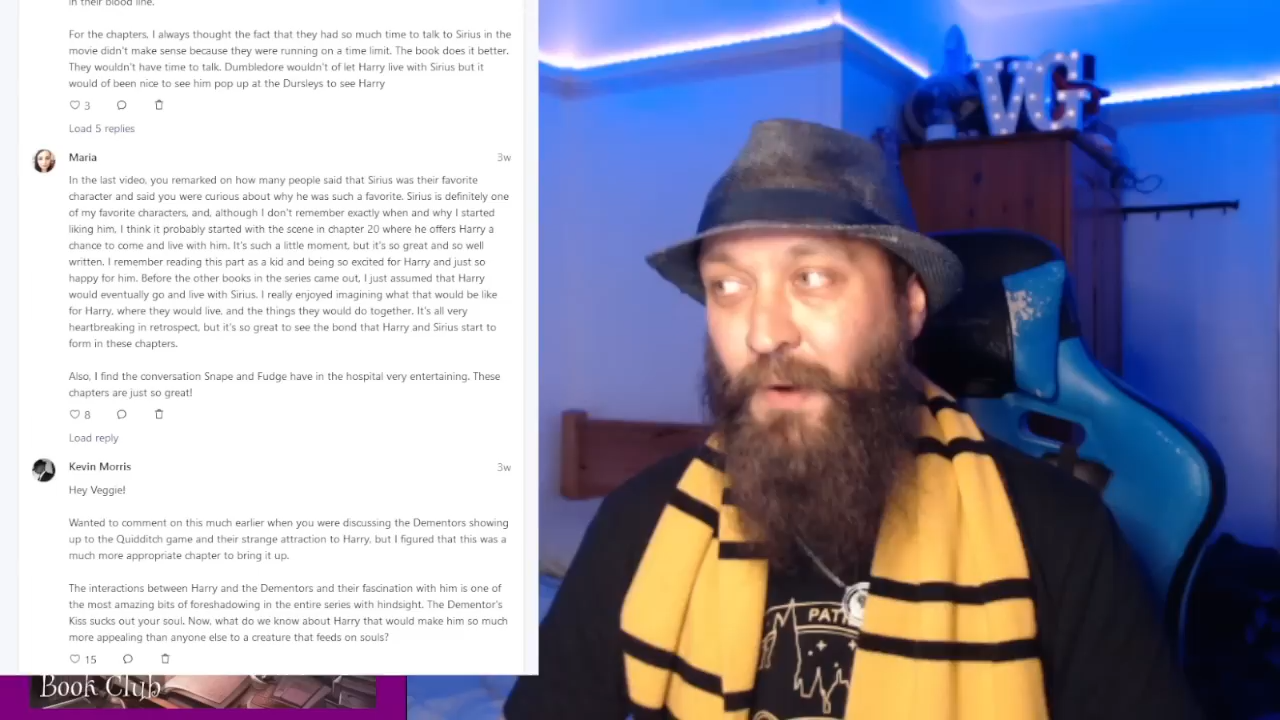 in their blood line.
For the chapters, I always thought the fact that they had so much time to talk to Sirius in the
movie didn't make sense because they were running on a time limit. The book does it better.
They wouldn't have time to talk. Dumbledore wouldn't of let Harry live with Sirius but it
would of been nice to see him pop up at the Dursleys to see Harry
3
Load 5 replies
Maria
3w
In the last video, you remarked on how many people said that Sirius was their favorite
character and said you were curious about why he was such a favorite. Sirius is definitely one
of my favorite characters, and, although I don't remember exactly when and why I started
liking him, I think it probably started with the scene in chapter 20 where he offers Harry a
chance to come and live with him. It's such a little moment, but it's so great and so well
written. I remember reading this part as a kid and being so excited for Harry and just so
happy for him. Before the other books in the series came out, I just assumed that Harry
would eventually go and live with Sirius. I really enjoyed imagining what that would be like
for Harry, where they would live, and the things they would do together. It's all very
heartbreaking in retrospect, but it's so great to see the bond that Harry and Sirius start to
form in these chapters.
Also, I find the conversation Snape and Fudge have in the hospital very entertaining. These
chapters are just so great!
8
Load reply
Kevin Morris
3w
Hey Veggie!
Wanted to comment on this much earlier when you were discussing the Dementors showing
up to the Quidditch game and their strange attraction to Harry, but I figured that this was a
much more appropriate chapter to bring it up.
The interactions between Harry and the Dementors and their fascination with him is one of
the most amazing bits of foreshadowing in the entire series with hindsight. The Dementor's
Kiss sucks out your soul. Now, what do we know about Harry that would make him so much
more appealing than anyone else to a creature that feeds on souls?
15
Book Club
VG
PAT